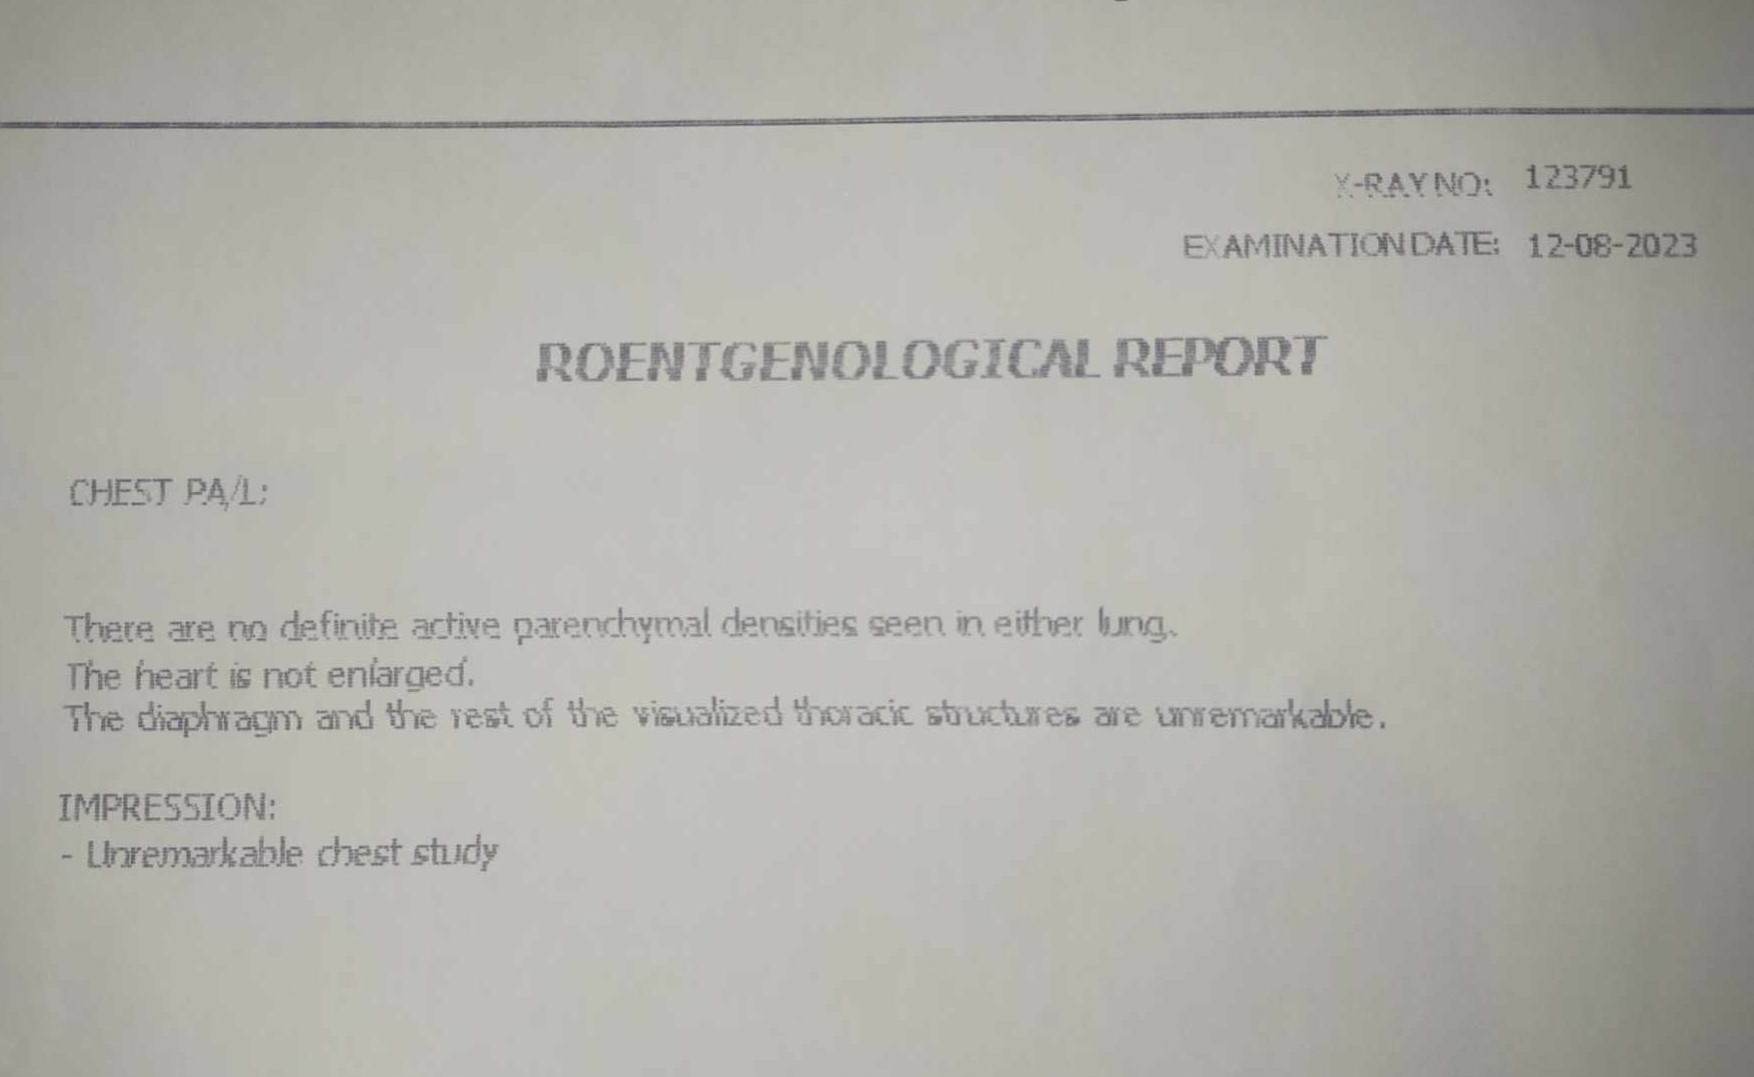 X-RAY NO: 123791
EXAMINATION DATE: 12-08-2023
ROENTGENOLOGICAL REPORT
CHEST PA/L:
There are no definite active parenchymal densities seen in either lung.
The heart is not enlarged.
The diaphragm and the rest of the visualized thoracic structures are unremarkable.
IMPRESSION:
- Unremarkable chest study